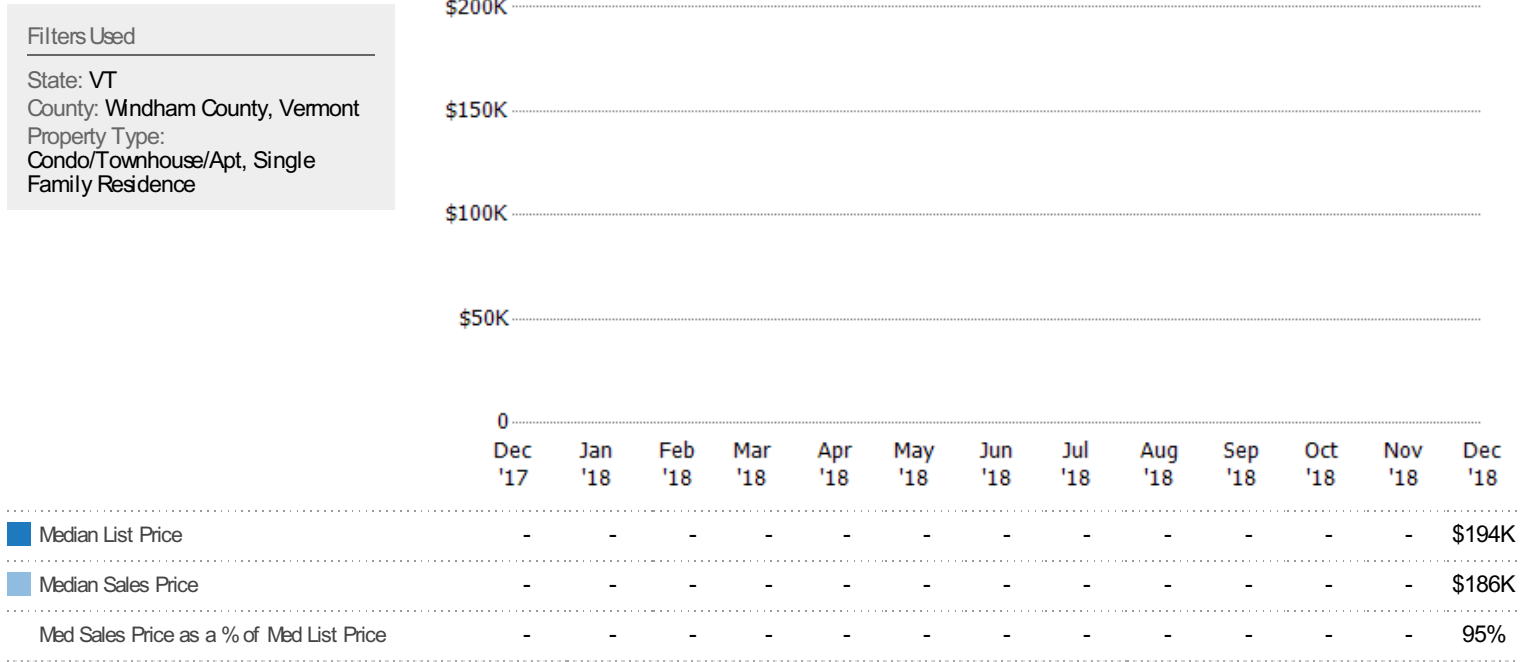 Filters Used
State: VT
County: Windham County, Vermont
Property Type:
Condo/Townhouse/Apt, Single
Family Residence
$200K
$150K
$100K
$50K
0
Dec Jan Feb Mar Apr May Jun Jul Aug Sep Oct Nov Dec
'17 '18 '18 '18 '18 '18 '18 '18 '18 '18 '18 '18 '18
Median List Price - - - - - - - - - - - - $194K
Median Sales Price - - - - - - - - - - - - $186K
Med Sales Price as a % of Med List Price - - - - - - - - - - - - 95%